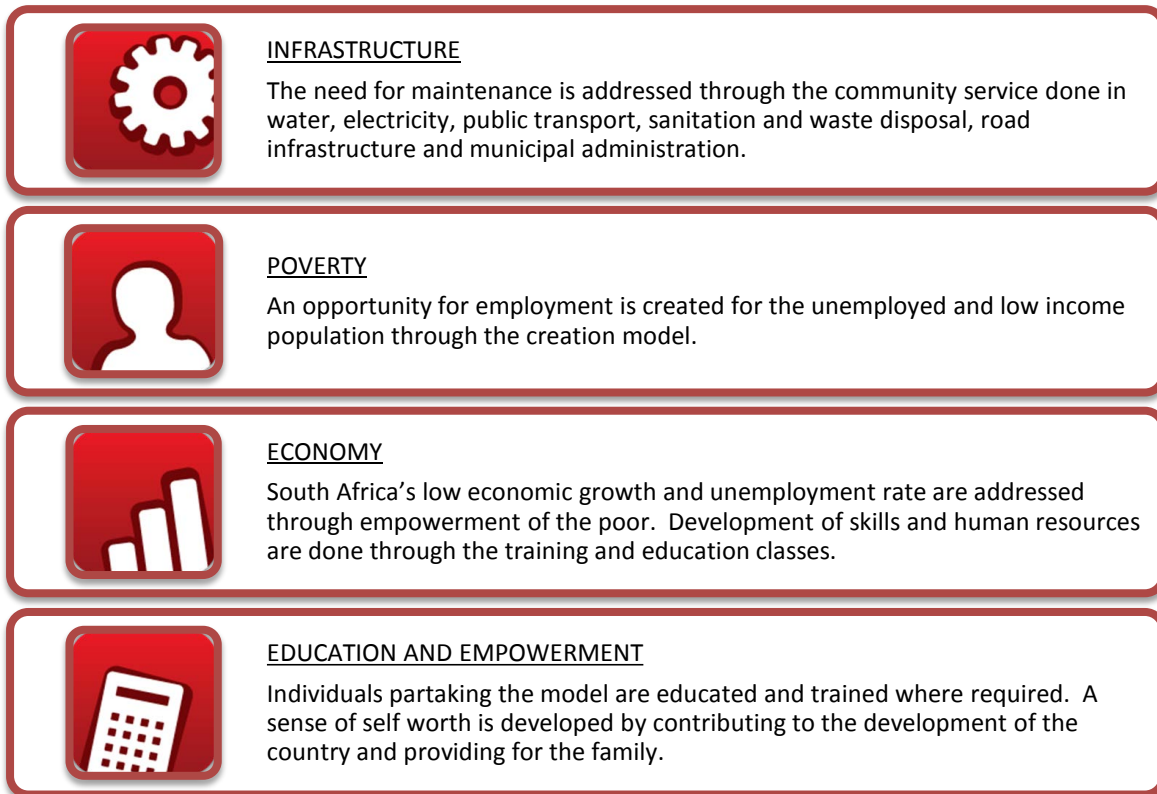 INFRASTRUCTURE
The need for maintenance is addressed through the community service done in
water, electricity, public transport, sanitation and waste disposal, road
infrastructure and municipal administration.
POVERTY
An opportunity for employment is created for the unemployed and low income
population through the creation model.
ECONOMY
South Africa’s low economic growth and unemployment rate are addressed
through empowerment of the poor.  Development of skills and human resources
are done through the training and education classes.
EDUCATION AND EMPOWERMENT
Individuals partaking the model are educated and trained where required.  A
sense of self worth is developed by contributing to the development of the
country and providing for the family.